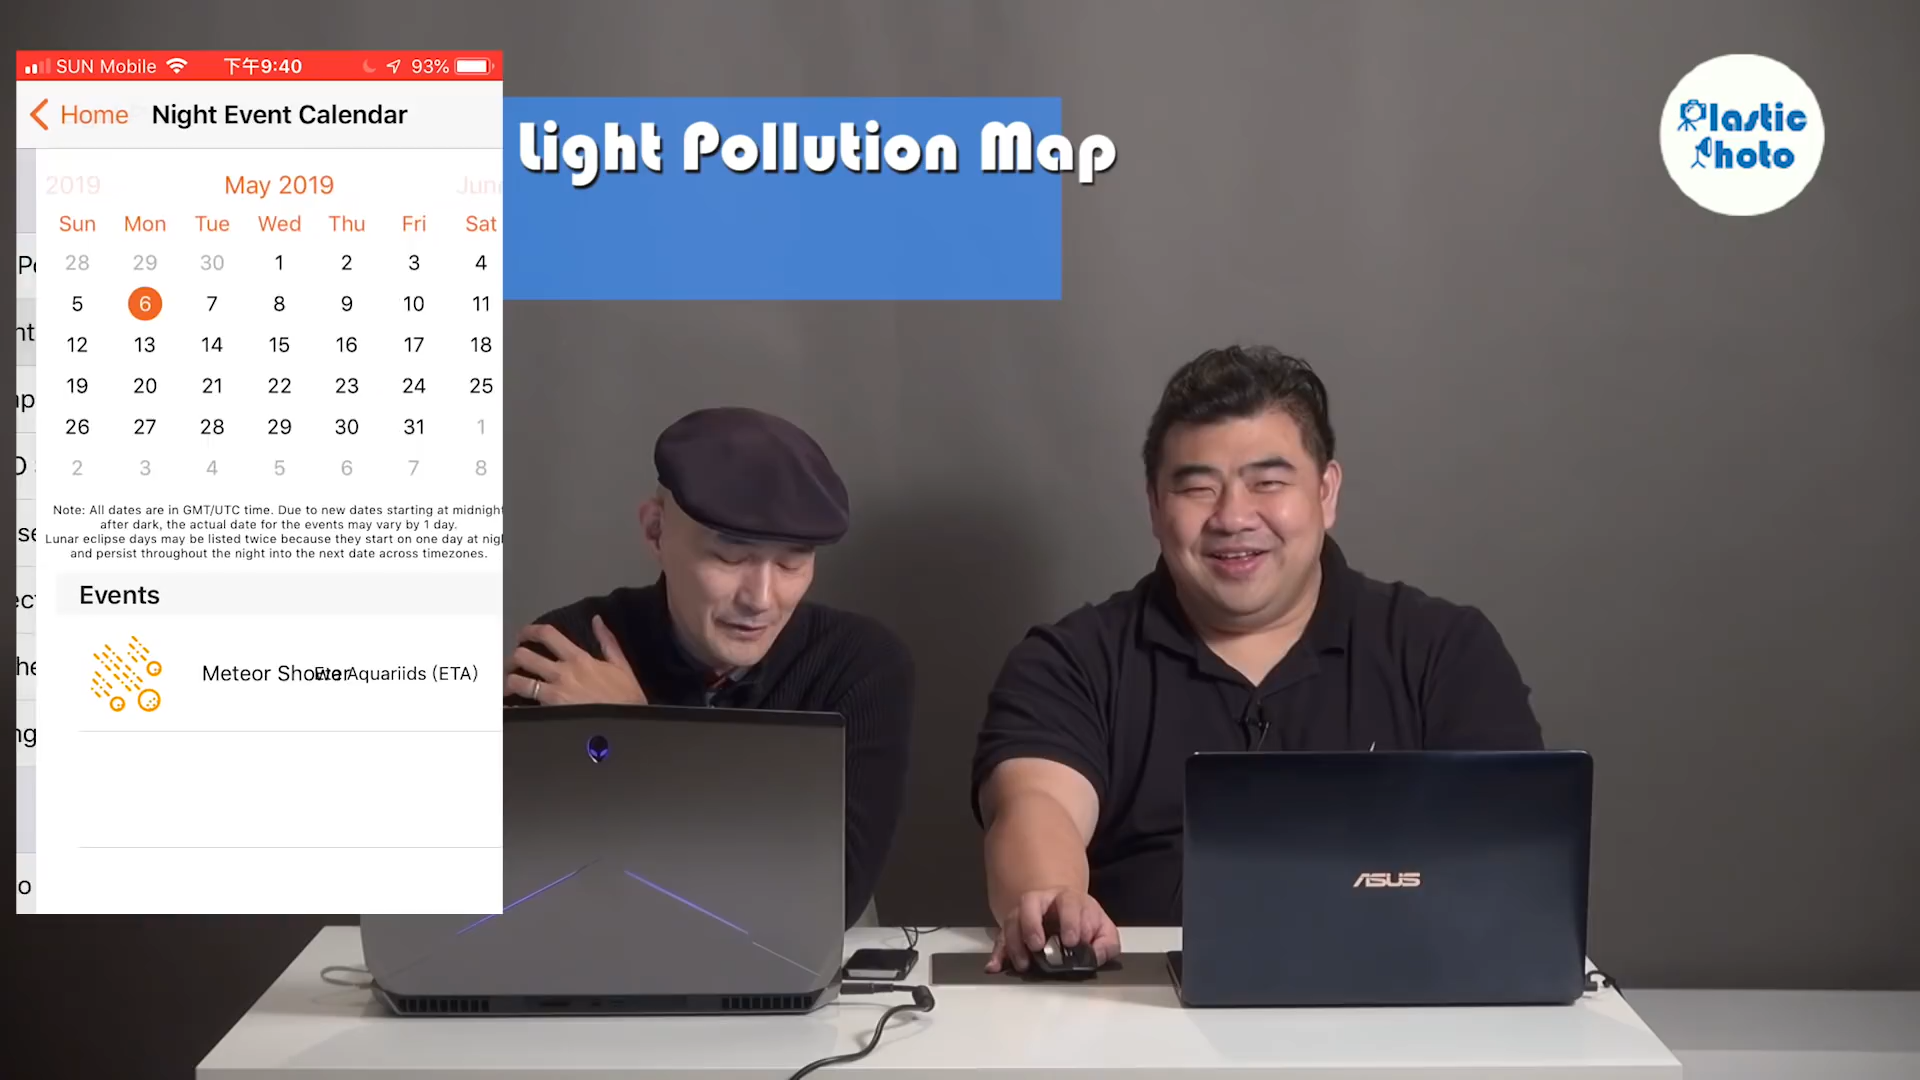 SUN Mobile 下午9:40 93%
Home Night Event Calendar
Light Pollution Map
Plastic
Photo
2019 May 2019 June
Sun Mon Tue Wed Thu Fri Sat
28 29 30 1 2 3 4
5 6 7 8 9 10 11
12 13 14 15 16 17 18
19 20 21 22 23 24 25
26 27 28 29 30 31 1
2 3 4 5 6 7 8
Note: All dates are in GMT/UTC time. Due to new dates starting at midnight
after dark, the actual date for the events may vary by 1 day.
Lunar eclipse days may be listed twice because they start on one day at nig
and persist throughout the night into the next date across timezones.
Events
Meteor Shower Eta Aquariids (ETA)
ASUS